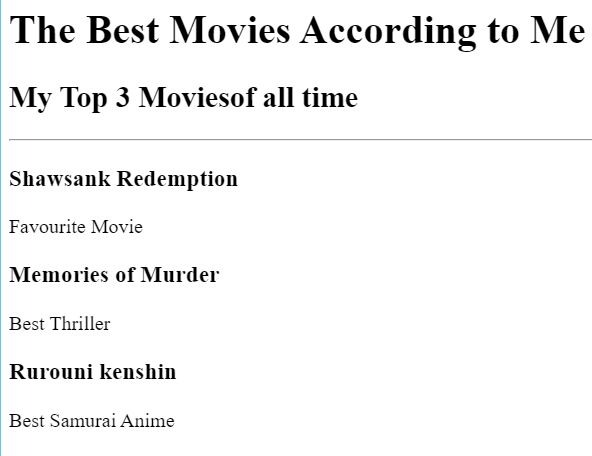 The Best Movies According to Me
My Top 3 Moviesof all time
Shawsank Redemption
Favourite Movie
Memories of Murder
Best Thriller
Rurouni kenshin
Best Samurai Anime